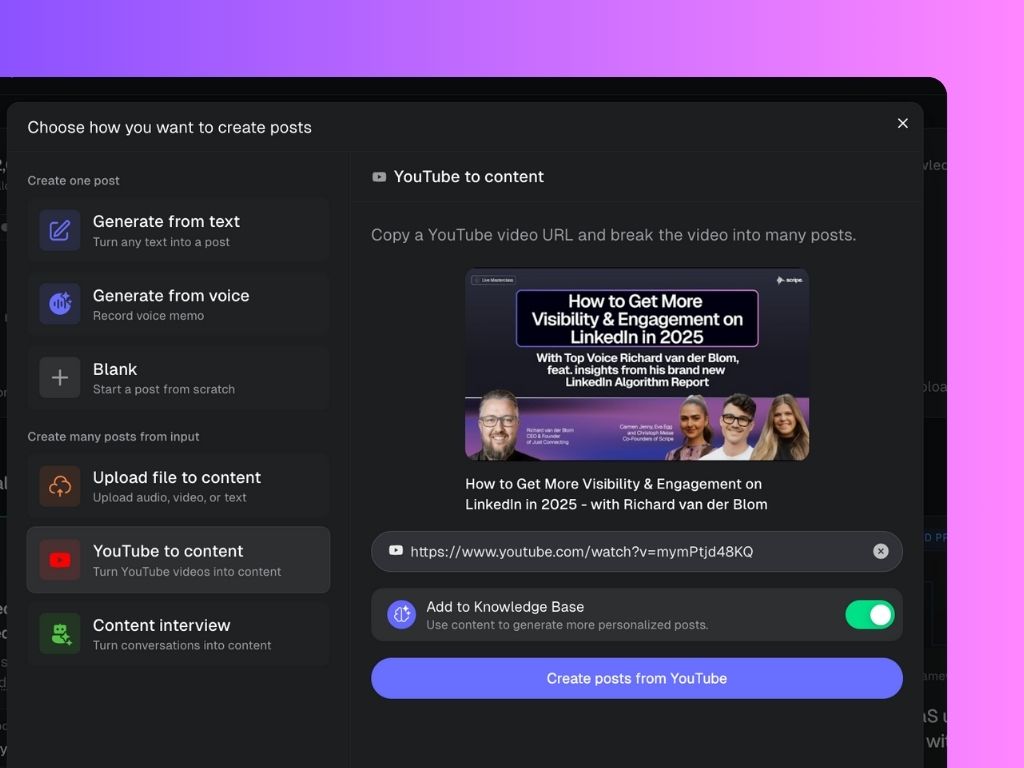 Choose how you want to create posts
Create one post
Generate from text
Turn any text into a post
Generate from voice
Record voice memo
Blank
Start a post from scratch
Create many posts from input
Upload file to content
Upload audio, video, or text
YouTube to content
Turn YouTube videos into content
Content interview
Turn conversations into content
YouTube to content
Copy a YouTube video URL and break the video into many posts.
Live Masterclass
scripe.
How to Get More
Visibility & Engagement on
LinkedIn in 2025
With Top Voice Richard van der Blom,
feat. insights from his brand new
LinkedIn Algorithm Report
Richard van der Blom
CEO & Founder
of Just Connecting
Carmen Jenny, Eva Egg
and Christoph Meise
Co-Founders of Scripe
How to Get More Visibility & Engagement on
LinkedIn in 2025 - with Richard van der Blom
https://www.youtube.com/watch?v=mymPtjd48KQ
Add to Knowledge Base
Use content to generate more personalized posts.
Create posts from YouTube